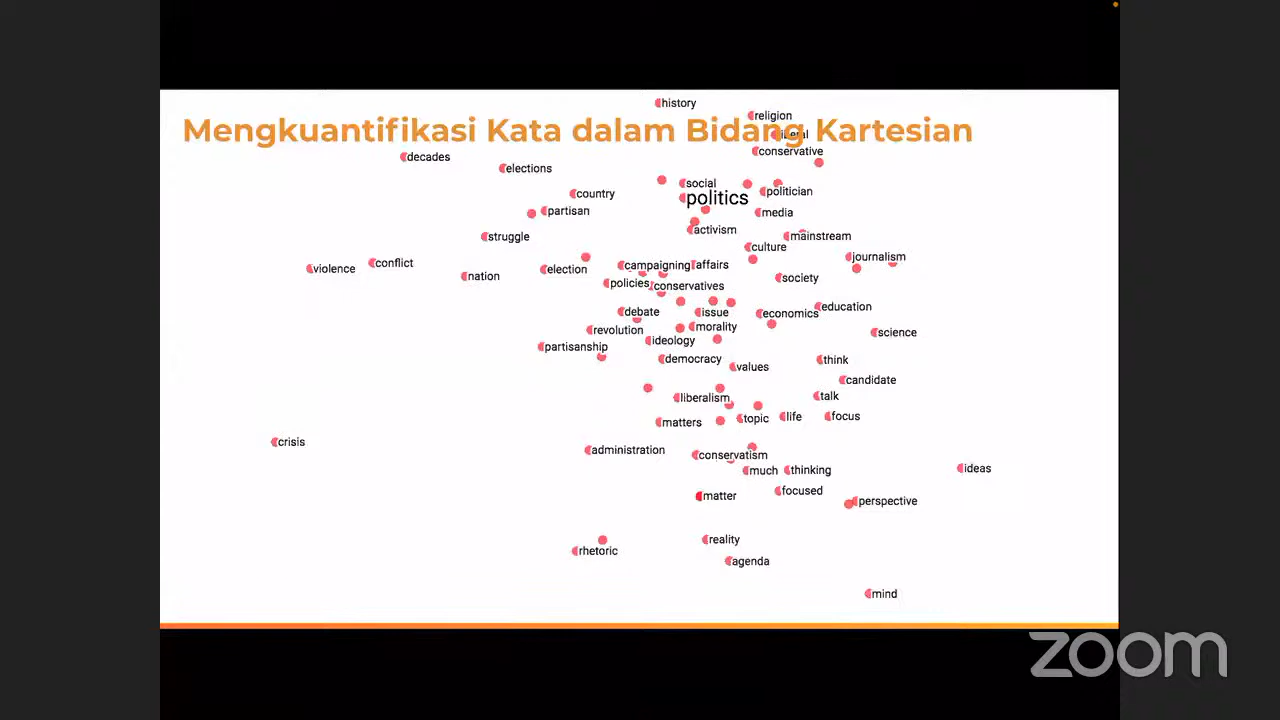 history
religion
Mengkuantifikasi Kata dalam Bidang Kartesian
liberal
conservative
decades
elections
social
politician
country
politics
partisan
media
activism
struggle
mainstream
culture
journalism
conflict
violence
election
campaigning
affairs
nation
society
policies
conservatives
education
debate
issue
economics
revolution
morality
science
ideology
partisanship
democracy
think
values
candidate
liberalism
talk
matters
topic
life
focus
crisis
administration
conservatism
much
thinking
ideas
focused
matter
perspective
reality
rhetoric
agenda
mind
zoom